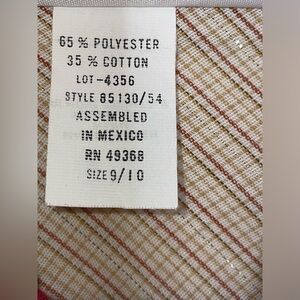 65 % POLYESTER
35 % COTTON
LOT-4356
STYLE 85130/54
ASSEMBLED
IN MEXICO
RN 49368
SIZE 9/10